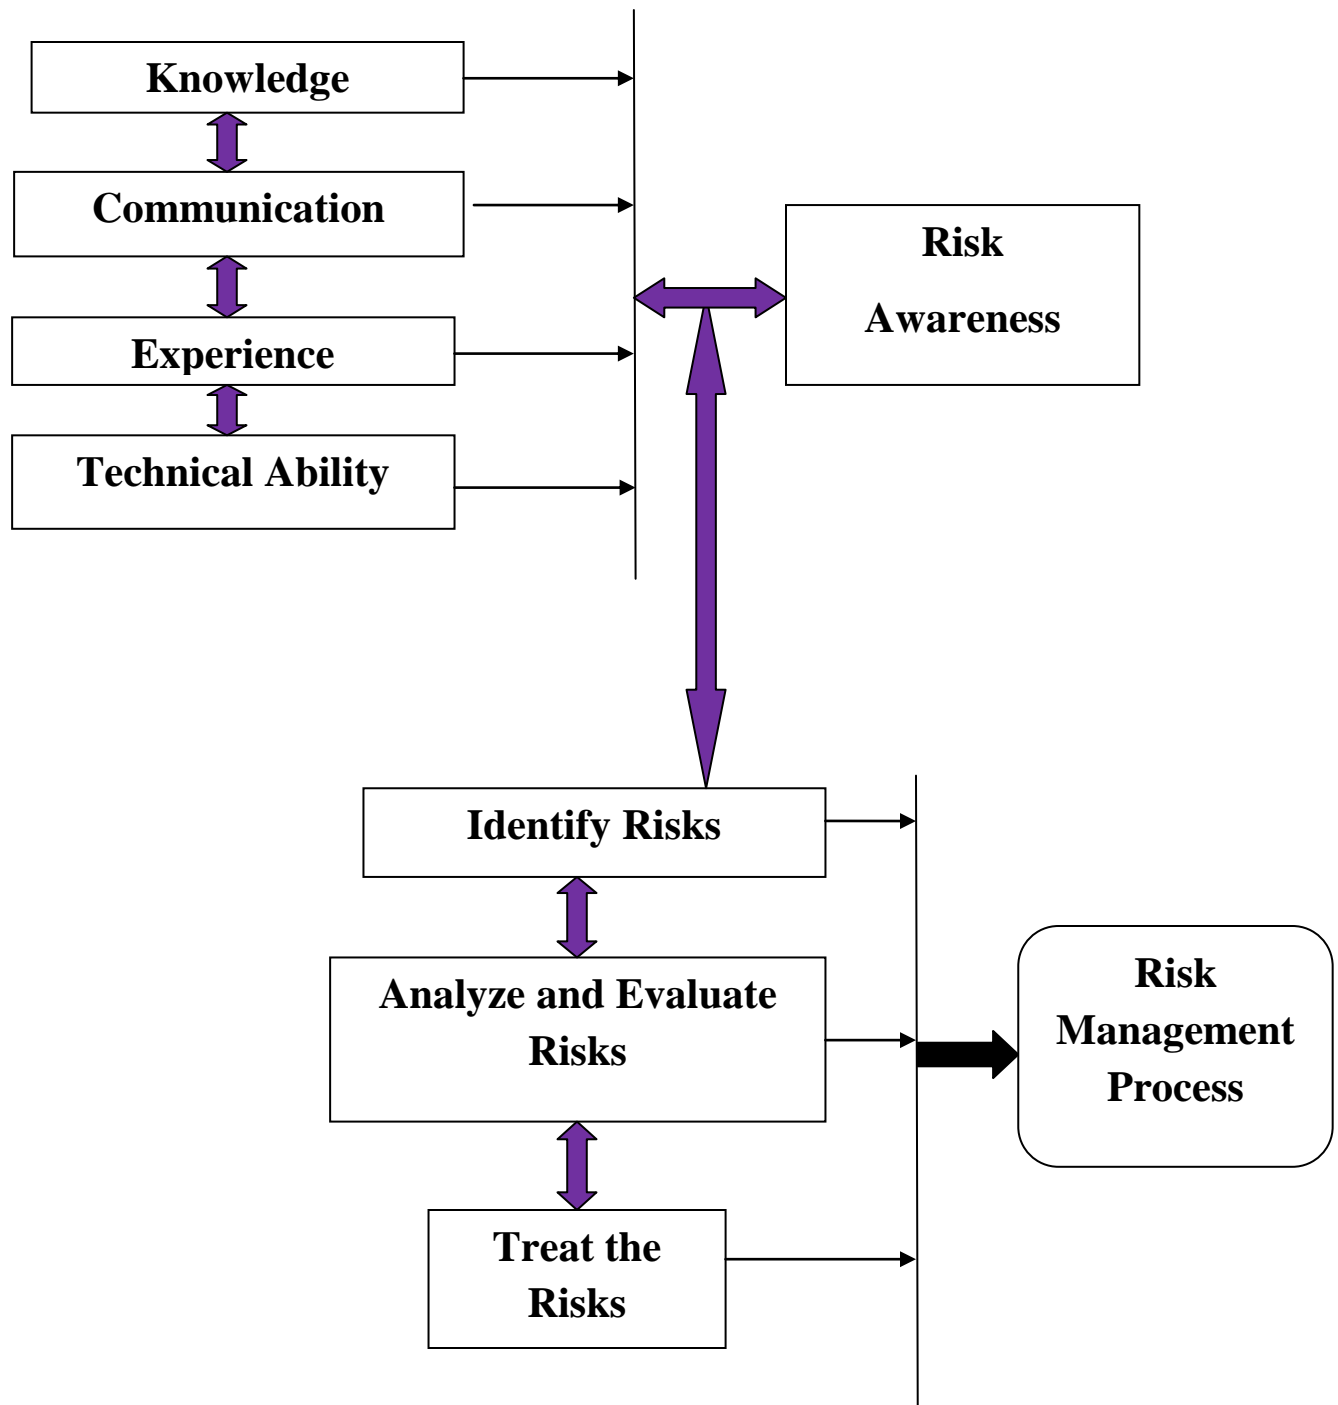 Knowledge
Communication
Experience
Technical Ability
Risk
Awareness
Identify Risks
Analyze and Evaluate
Risks
Treat the
Risks
Risk
Management
Process